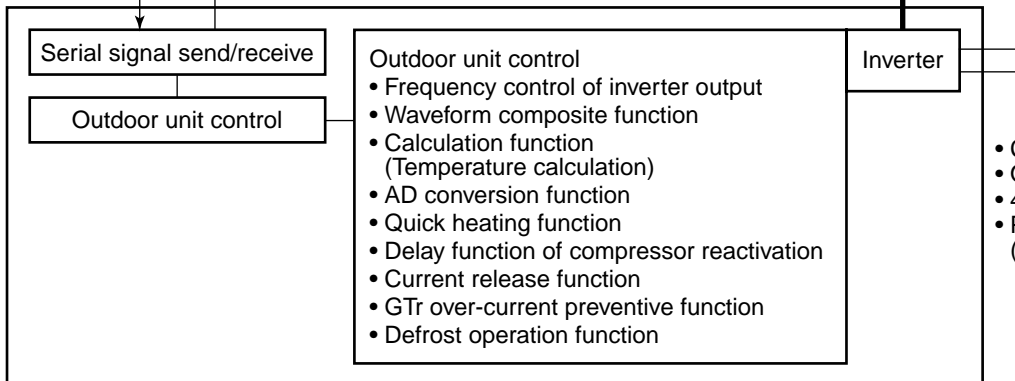 Serial signal send/receive
Outdoor unit control
Outdoor unit control
• Frequency control of inverter output
• Waveform composite function
• Calculation function
(Temperature calculation)
• AD conversion function
• Quick heating function
• Delay function of compressor reactivation
• Current release function
• GTr over-current preventive function
• Defrost operation function
Inverter